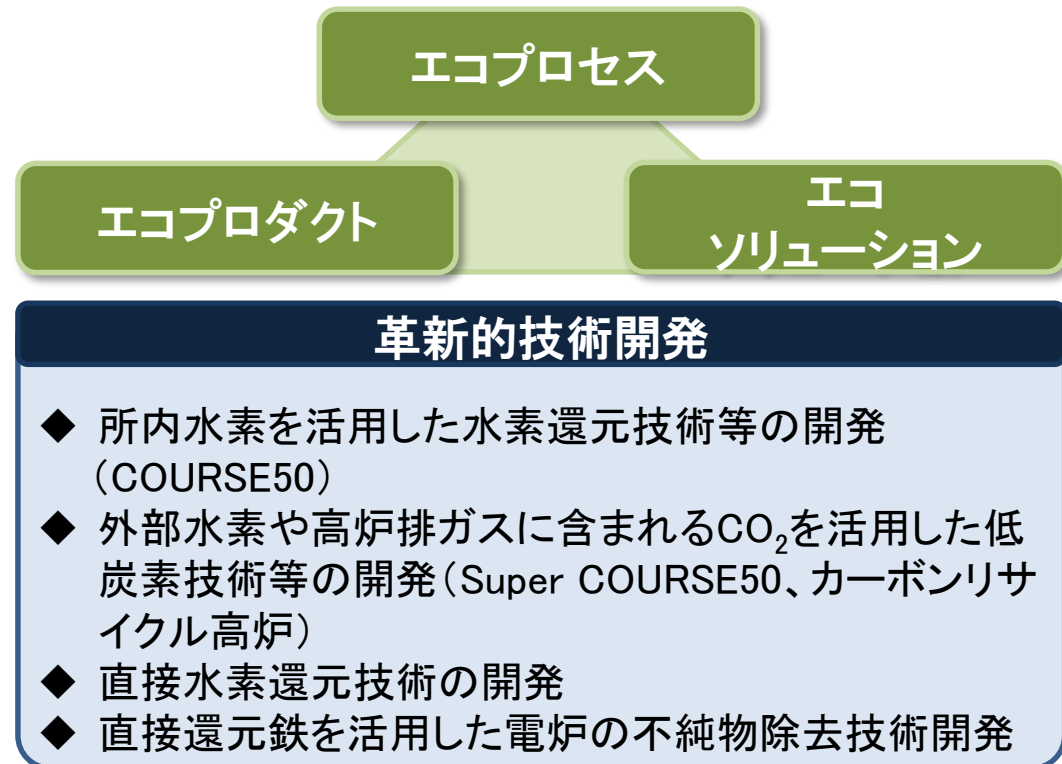 エコプロセス
エコプロダクト
エコ
ソリューション
革新的技術開発
◆ 所内水素を活用した水素還元技術等の開発
（COURSE50）
◆ 外部水素や高炉排ガスに含まれるCO₂を活用した低
炭素技術等の開発（Super COURSE50、カーボンリサ
イクル高炉）
◆ 直接水素還元技術の開発
◆ 直接還元鉄を活用した電炉の不純物除去技術開発